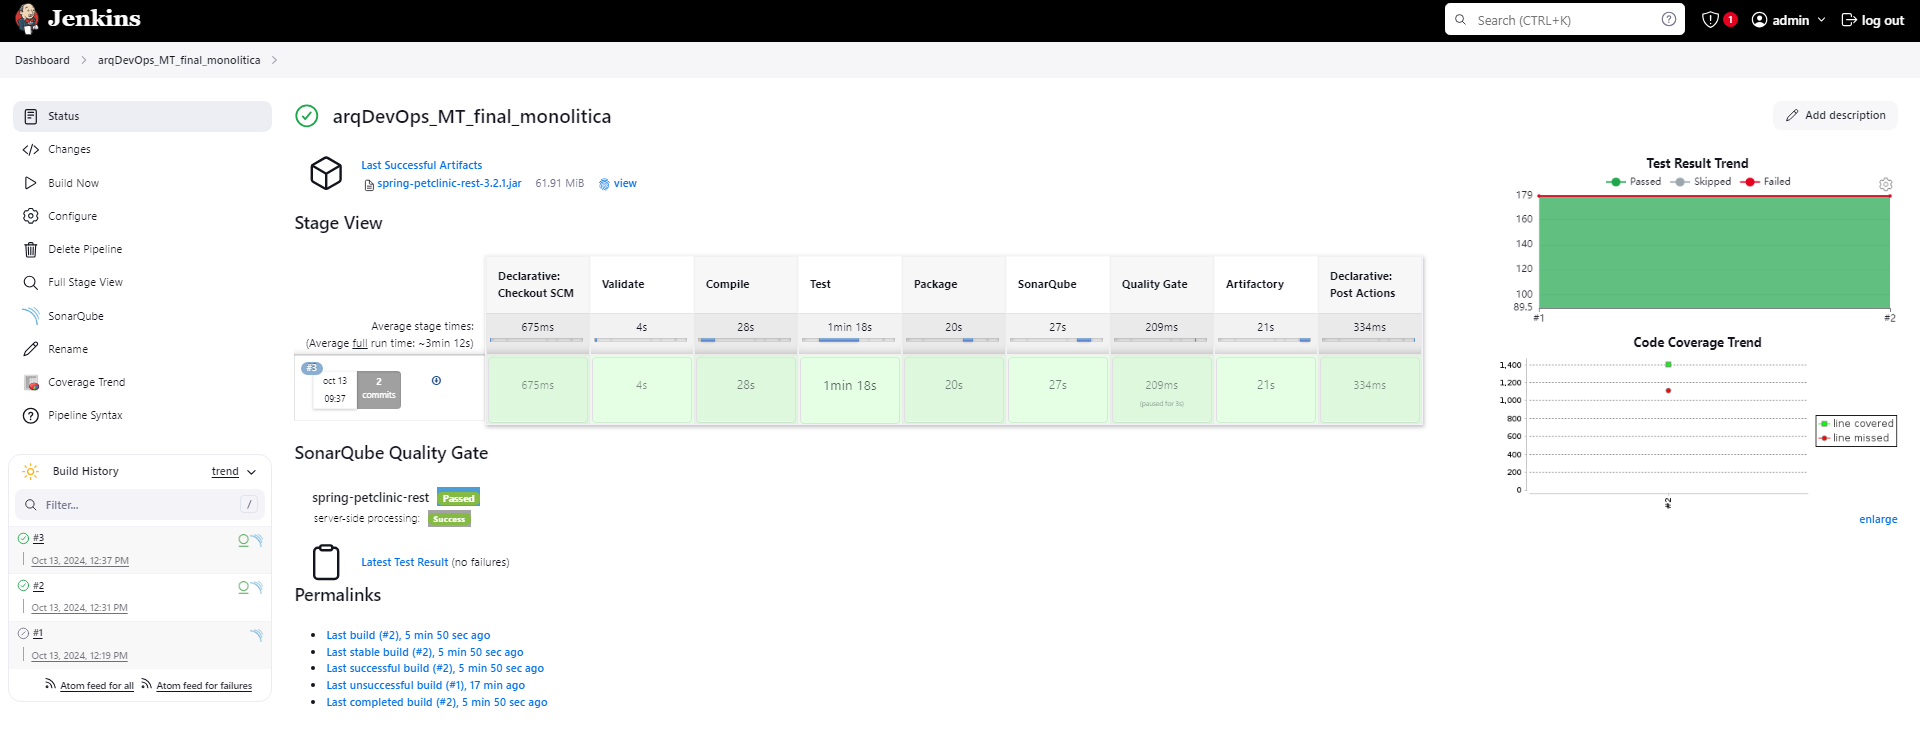 Jenkins
Search (CTRL+K)
1
admin
log out
Dashboard
arqDevOps_MT_final_monolitica
Status
Changes
Build Now
Configure
Delete Pipeline
Full Stage View
SonarQube
Rename
Coverage Trend
Pipeline Syntax
Build History
trend
Filter...
/
#3
Oct 13, 2024, 12:37 PM
#2
Oct 13, 2024, 12:31 PM
#1
Oct 13, 2024, 12:19 PM
Atom feed for all
Atom feed for failures
arqDevOps_MT_final_monolitica
Add description
Last Successful Artifacts
spring-petclinic-rest-3.2.1.jar 61.91 MiB view
Stage View
Declarative: Checkout SCM
Validate
Compile
Test
Package
SonarQube
Quality Gate
Artifactory
Declarative: Post Actions
Average stage times:
(Average full run time: ~3min 12s)
675ms 4s 28s 1min 18s 20s 27s 209ms 21s 334ms
#3
oct 13
09:37
2
commits
675ms 4s 28s 1min 18s 20s 27s 209ms 21s 334ms
(paused for 3s)
SonarQube Quality Gate
spring-petclinic-rest Passed
server-side processing: Success
Latest Test Result (no failures)
Permalinks
Last build (#2), 5 min 50 sec ago
Last stable build (#2), 5 min 50 sec ago
Last successful build (#2), 5 min 50 sec ago
Last unsuccessful build (#1), 17 min ago
Last completed build (#2), 5 min 50 sec ago
Test Result Trend
Passed Skipped Failed
179
160
140
120
100
89.5
#1 #2
Code Coverage Trend
1,400
1,200
1,000
800
600
400
200
0
#2
line covered
line missed
enlarge